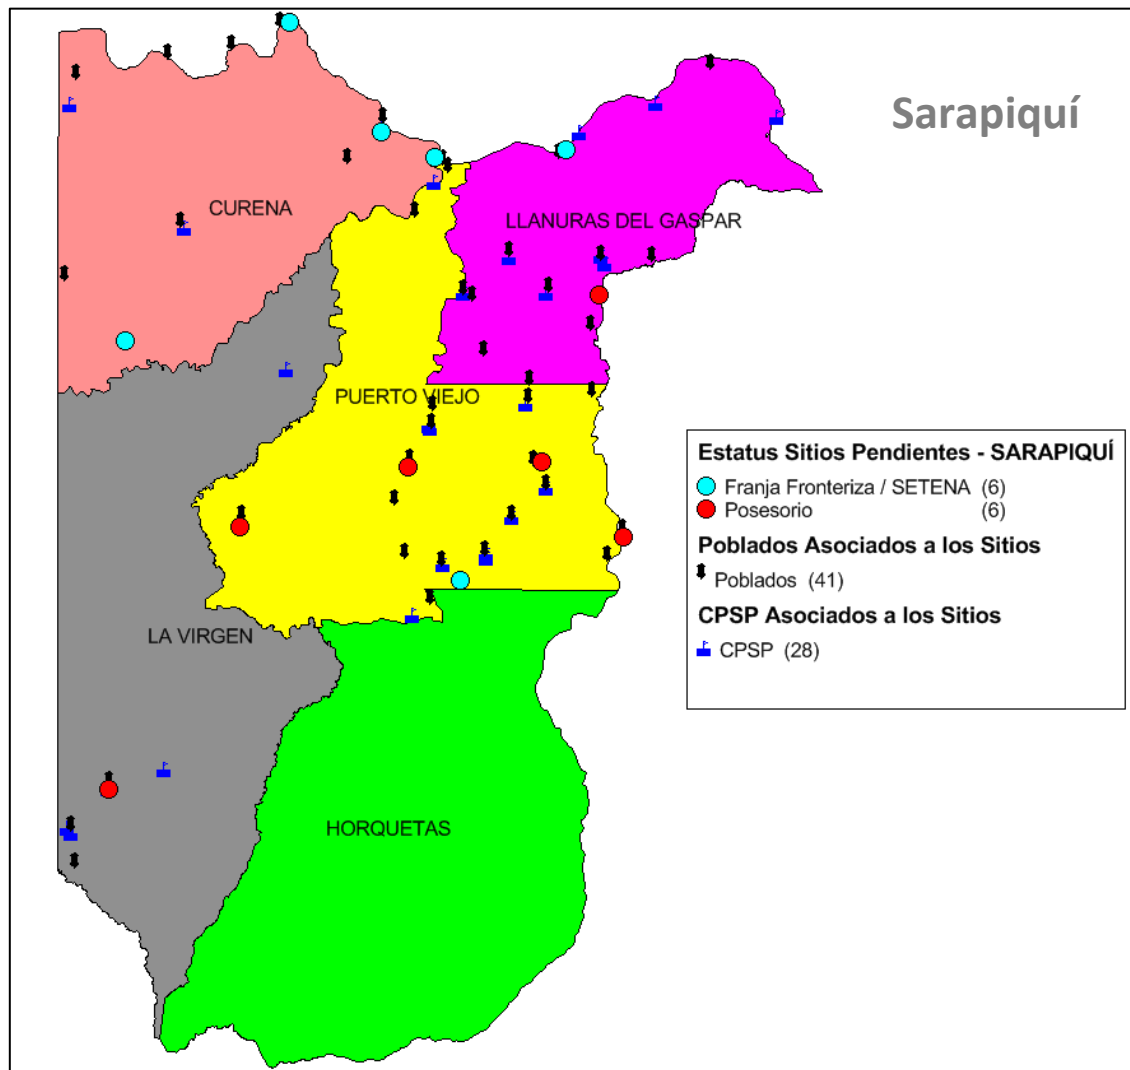 Sarapiquí
CURENA
LLANURAS DEL GASPAR
PUERTO VIEJO
LA VIRGEN
HORQUETAS
Estatus Sitios Pendientes - SARAPIQUÍ
Franja Fronteriza / SETENA (6)
Posesorio (6)
Poblados Asociados a los Sitios
Poblados (41)
CPSP Asociados a los Sitios
CPSP (28)